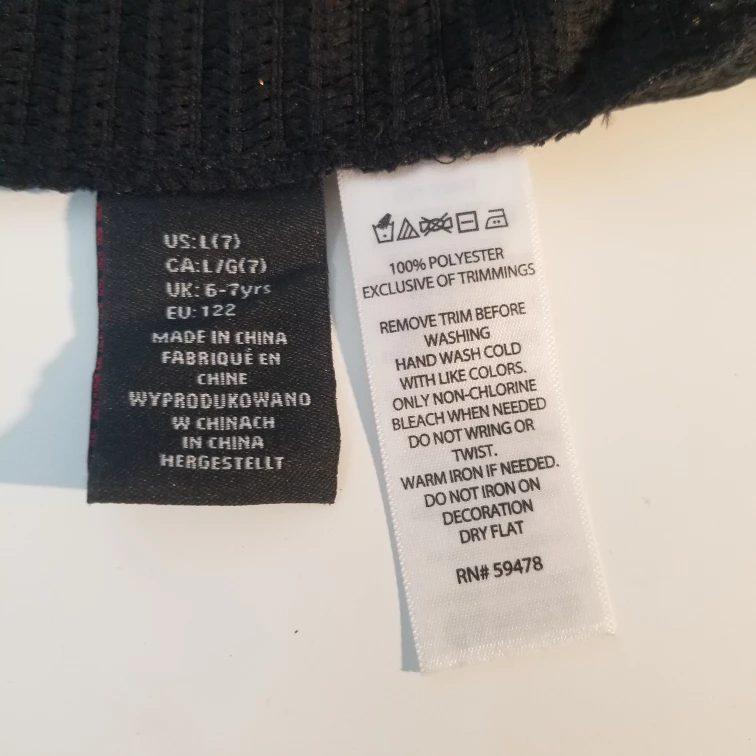 US:L(7)
CA:L/G(7)
UK: 6-7yrs
EU: 122
MADE IN CHINA
FABRIQUÉ EN
CHINE
WYPRODUKOWANO
W CHINACH
IN CHINA
HERGESTELLT
100% POLYESTER
EXCLUSIVE OF TRIMMINGS
REMOVE TRIM BEFORE
WASHING
HAND WASH COLD
WITH LIKE COLORS.
ONLY NON-CHLORINE
BLEACH WHEN NEEDED
DO NOT WRING OR
TWIST.
WARM IRON IF NEEDED.
DO NOT IRON ON
DECORATION
DRY FLAT
RN# 59478